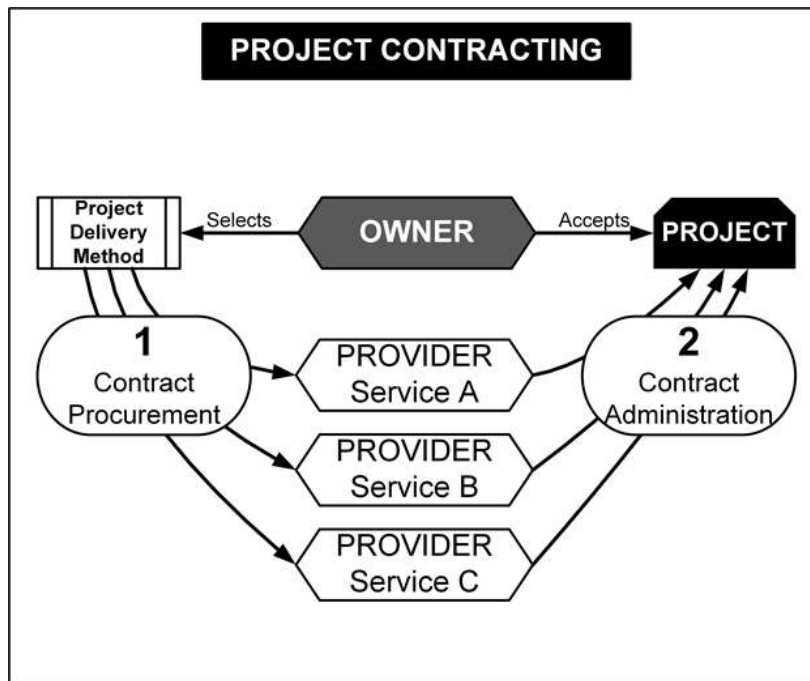 PROJECT CONTRACTING
Project
Delivery
Method
Selects
OWNER
Accepts
PROJECT
1
Contract
Procurement
PROVIDER
Service A
PROVIDER
Service B
PROVIDER
Service C
2
Contract
Administration